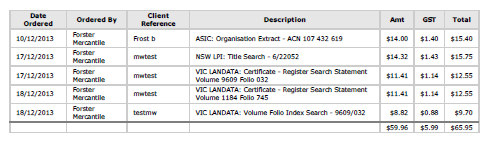 Date Ordered Ordered By Client Reference Description Amt GST Total
10/12/2013 Forster Mercantile Frost b ASIC: Organisation Extract - ACN 107 432 619 $14.00 $1.40 $15.40
17/12/2013 Forster Mercantile mwtest NSW LPI: Title Search - 6/22052 $14.32 $1.43 $15.75
17/12/2013 Forster Mercantile mwtest VIC LANDATA: Certificate - Register Search Statement Volume 9609 Folio 032 $11.41 $1.14 $12.55
18/12/2013 Forster Mercantile mwtest VIC LANDATA: Certificate - Register Search Statement Volume 1184 Folio 745 $11.41 $1.14 $12.55
18/12/2013 Forster Mercantile testmw VIC LANDATA: Volume Folio Index Search - 9609/032 $8.82 $0.88 $9.70
$59.96 $5.99 $65.95